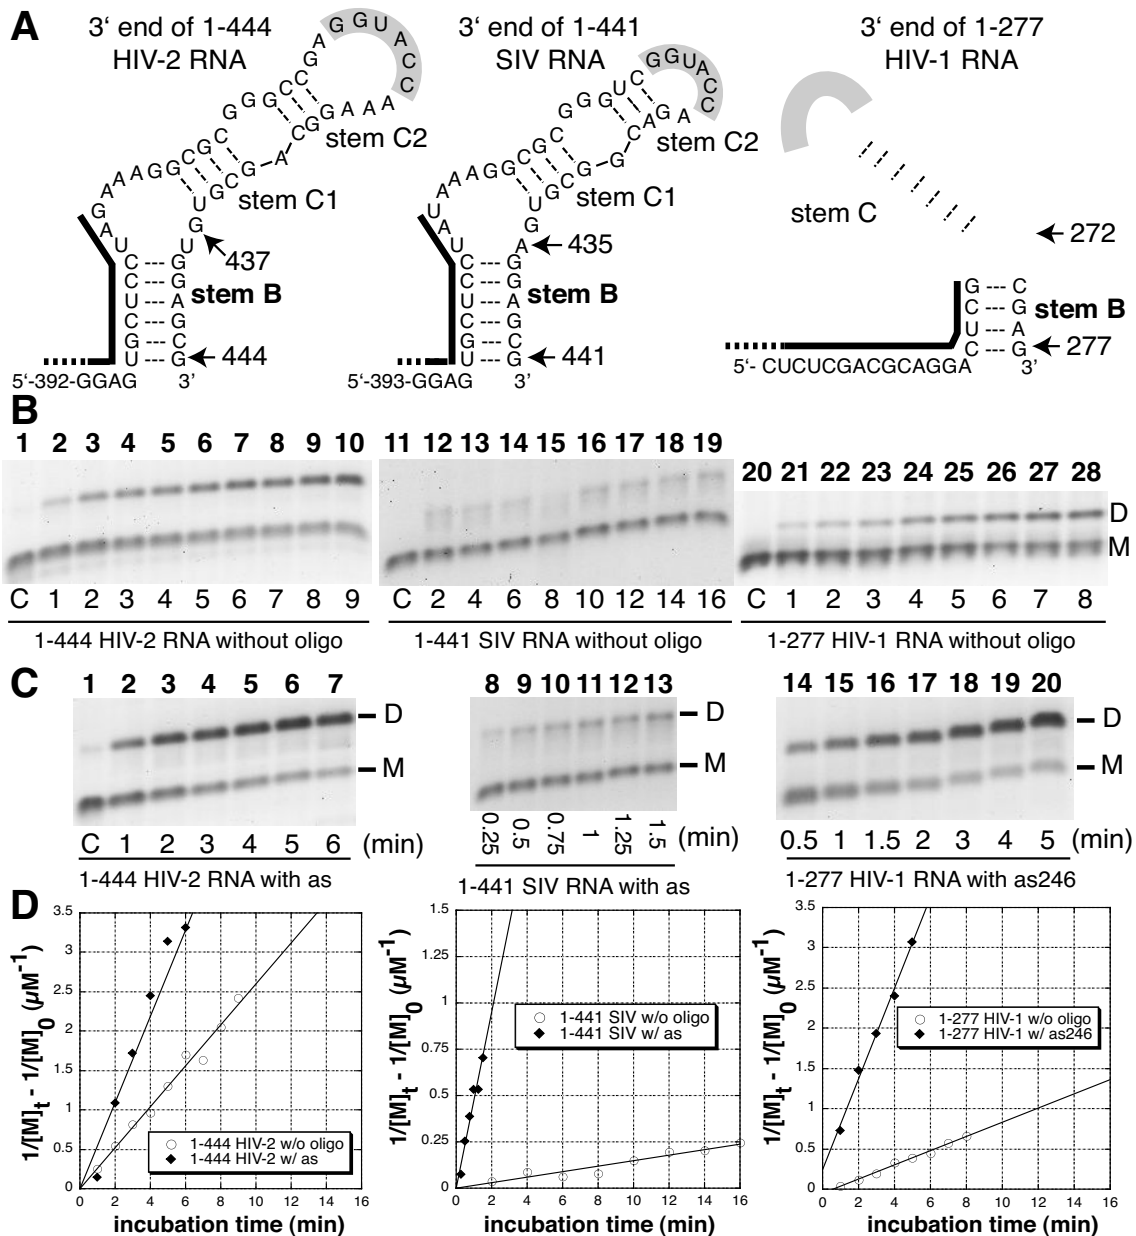 A
3' end of 1-444
HIV-2 RNA
3' end of 1-441
SIV RNA
3' end of 1-277
HIV-1 RNA
stem C2
stem C1
437
stem B
444
5'-392-GGAG
3'
stem C2
stem C1
435
stem B
441
5'-393-GGAG
3'
stem C
272
G --- C
C --- G
U --- A
C --- G
stem B
277
5'- CUCUCGACGCAGGA
3'
B
1 2 3 4 5 6 7 8 9 10
11 12 13 14 15 16 17 18 19
20 21 22 23 24 25 26 27 28
D
M
C 1 2 3 4 5 6 7 8 9
C 2 4 6 8 10 12 14 16
C 1 2 3 4 5 6 7 8
1-444 HIV-2 RNA without oligo
1-441 SIV RNA without oligo
1-277 HIV-1 RNA without oligo
C
1 2 3 4 5 6 7
8 9 10 11 12 13
14 15 16 17 18 19 20
D
M
D
M
D
M
C 1 2 3 4 5 6 (min)
0.25 0.5 0.75 1 1.25 1.5 (min)
0.5 1 1.5 2 3 4 5 (min)
1-444 HIV-2 RNA with as
1-441 SIV RNA with as
1-277 HIV-1 RNA with as246
D
1/[M]t - 1/[M]0 (µM-1)
3.5
3
2.5
2
1.5
1
0.5
0
1-444 HIV-2 w/o oligo
1-444 HIV-2 w/ as
0 2 4 6 8 10 12 14 16
incubation time (min)
1/[M]t - 1/[M]0 (µM-1)
1.5
1.25
1
0.75
0.5
0.25
0
1-441 SIV w/o oligo
1-441 SIV w/ as
0 2 4 6 8 10 12 14 16
incubation time (min)
1/[M]t - 1/[M]0 (µM-1)
3.5
3
2.5
2
1.5
1
0.5
0
1-277 HIV-1 w/o oligo
1-277 HIV-1 w/ as246
0 2 4 6 8 10 12 14 16
incubation time (min)